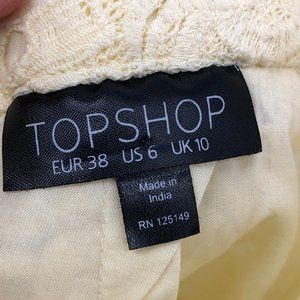 TOPSHOP
EUR 38 US 6 UK 10
Made in
India
RN 125149